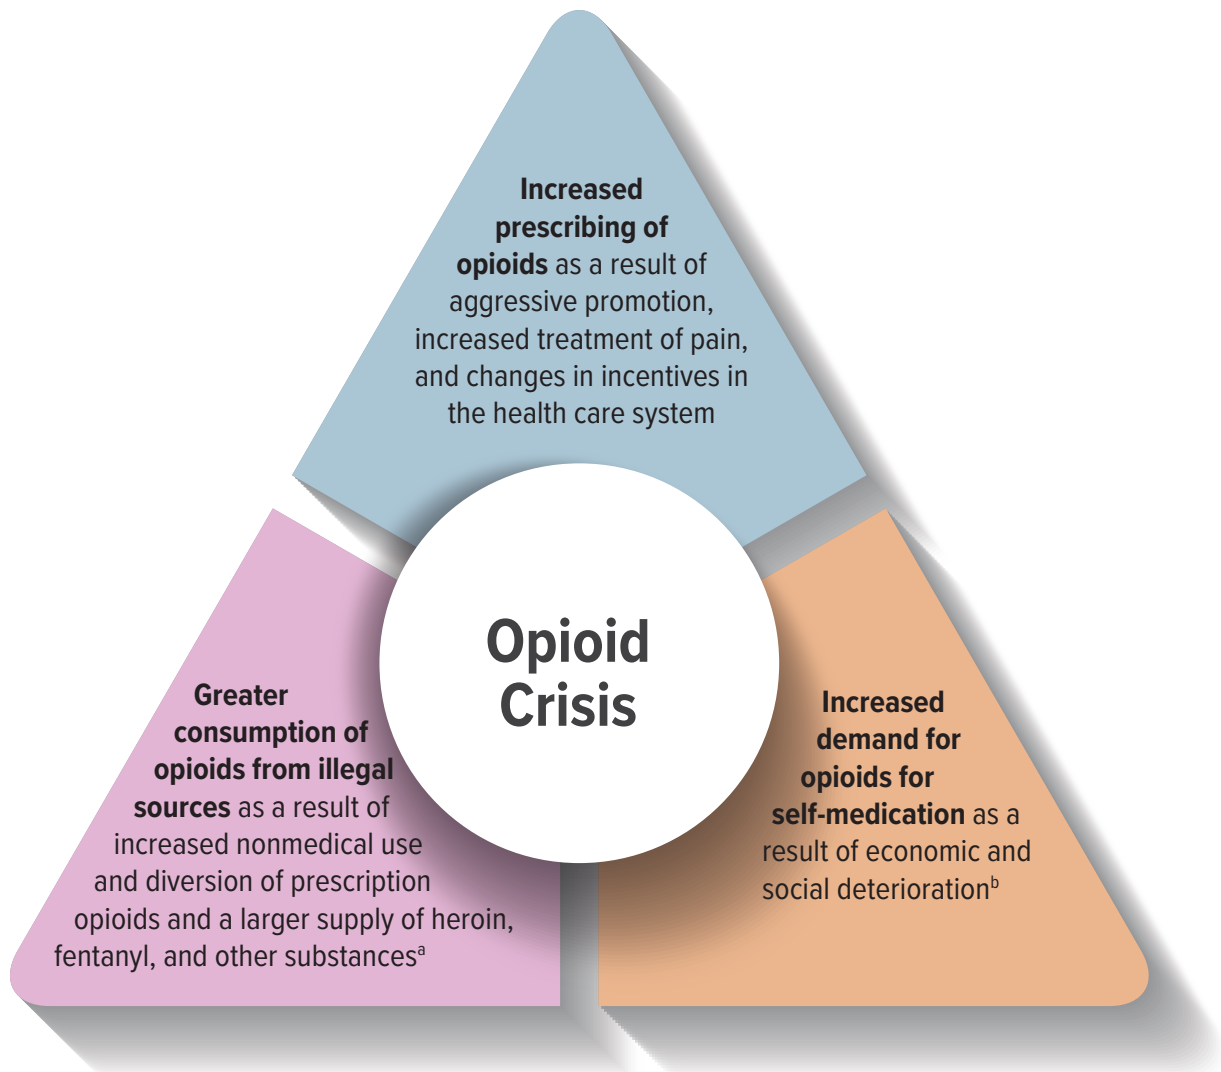 Increased
prescribing of
opioids as a result of
aggressive promotion,
increased treatment of pain,
and changes in incentives in
the health care system
Opioid
Crisis
Greater
consumption of
opioids from illegal
sources as a result of
increased nonmedical use
and diversion of prescription
opioids and a larger supply of heroin,
fentanyl, and other substancesᵃ
Increased
demand for
opioids for
self-medication as a
result of economic and
social deteriorationᵇ